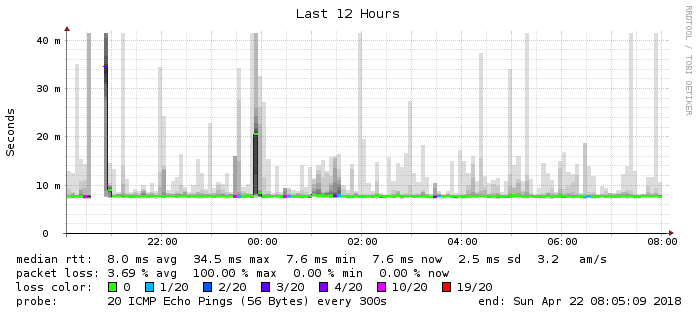 Last 12 Hours
RRDTOOL / TOBI OETIKER
Seconds
40 m
30 m
20 m
10 m
0
22:00 00:00 02:00 04:00 06:00 08:00
median rtt: 8.0 ms avg 34.5 ms max 7.6 ms min 7.6 ms now 2.5 ms sd 3.2 am/s
packet loss: 3.69 % avg 100.00 % max 0.00 % min 0.00 % now
loss color: 0 1/20 2/20 3/20 4/20 10/20 19/20
probe: 20 ICMP Echo Pings (56 Bytes) every 300s end: Sun Apr 22 08:05:09 2018